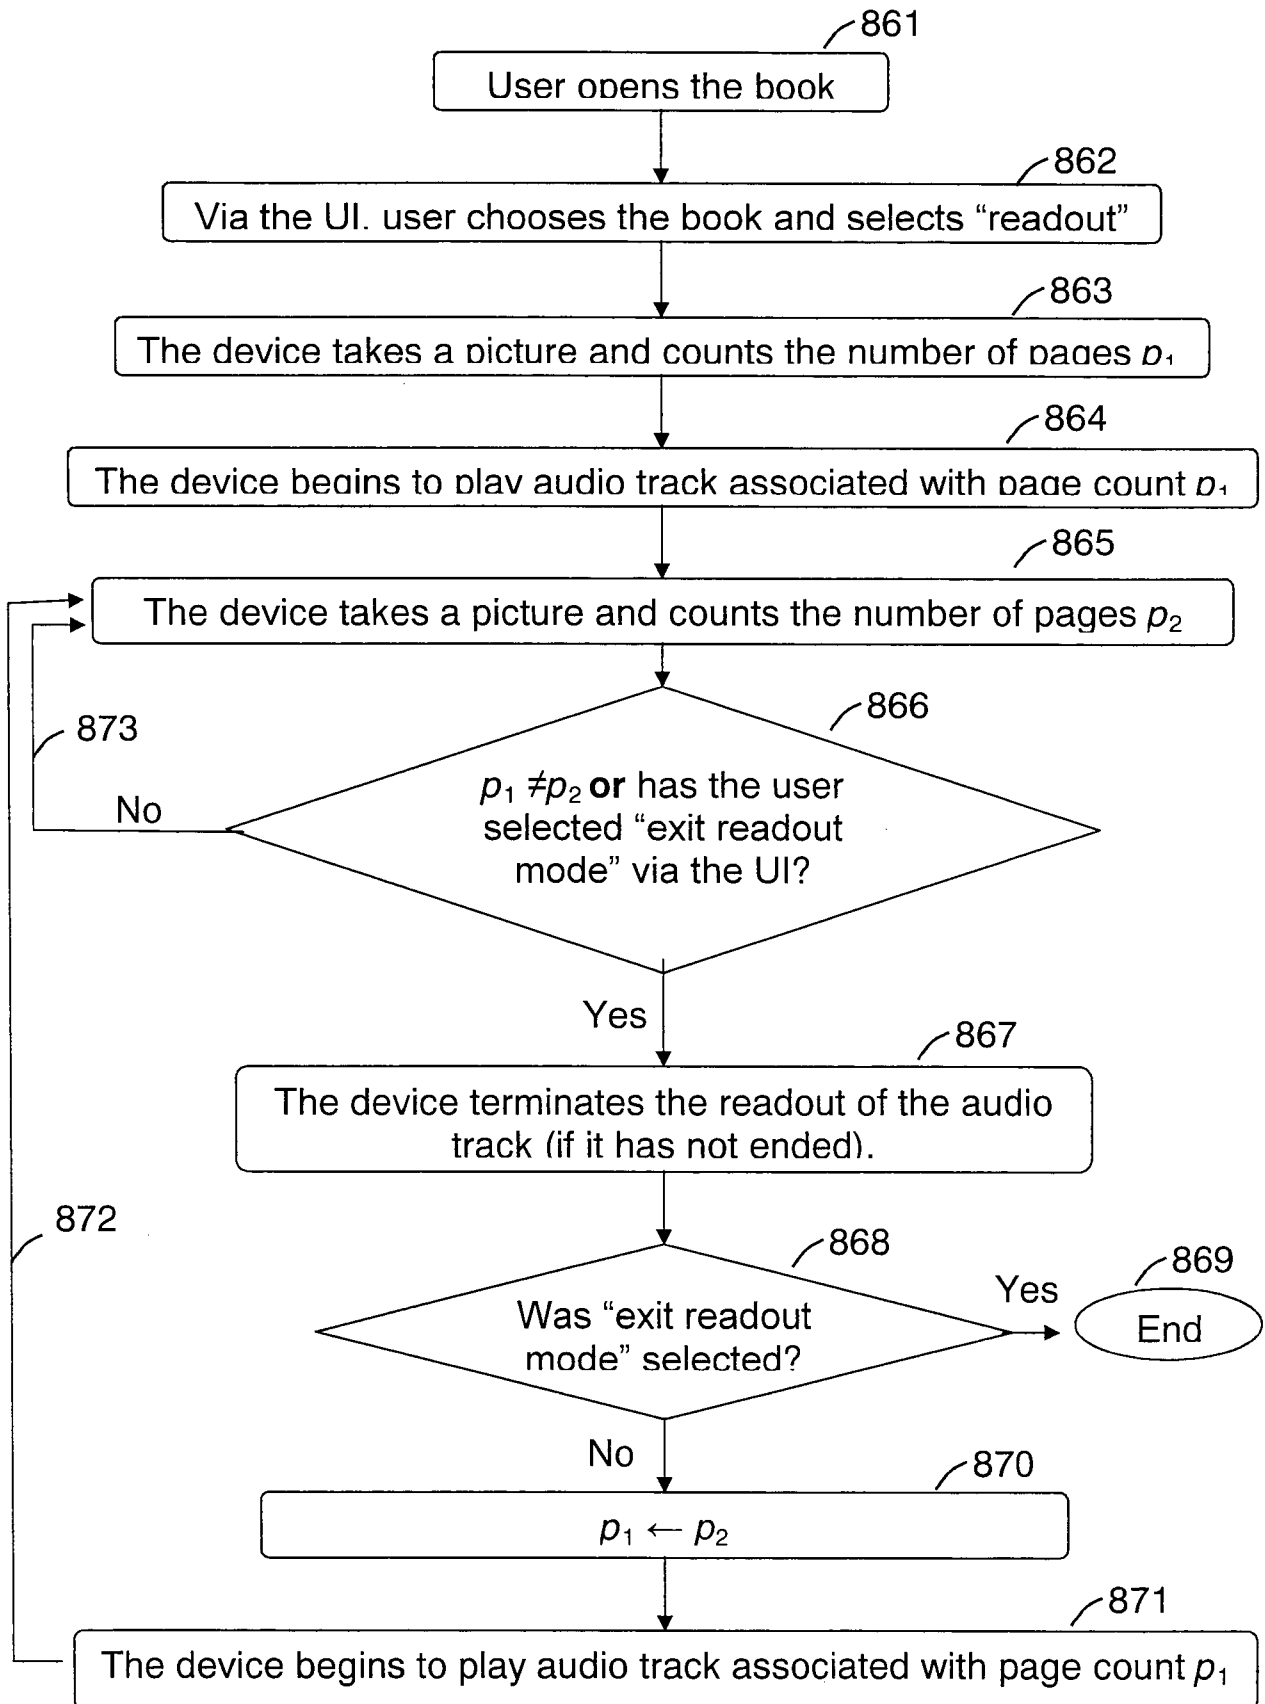 861
User opens the book
862
Via the UI. user chooses the book and selects “readout”
863
The device takes a picture and counts the number of pages p₁
864
The device begins to play audio track associated with page count p₁
865
The device takes a picture and counts the number of pages p₂
866
873
p₁ ≠p₂ or has the user
selected “exit readout
mode” via the UI?
No
Yes
867
The device terminates the readout of the audio
track (if it has not ended).
872
868
869
Was “exit readout
mode” selected?
Yes
End
No
870
p₁ ← p₂
871
The device begins to play audio track associated with page count p₁